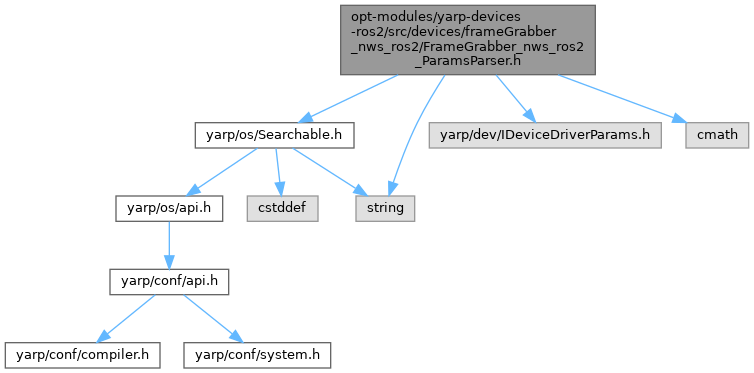 opt-modules/yarp-devices
-ros2/src/devices/frameGrabber
_nws_ros2/FrameGrabber_nws_ros2
_ParamsParser.h
yarp/os/Searchable.h
yarp/dev/IDeviceDriverParams.h
cmath
yarp/os/api.h
cstddef
string
yarp/conf/api.h
yarp/conf/compiler.h
yarp/conf/system.h